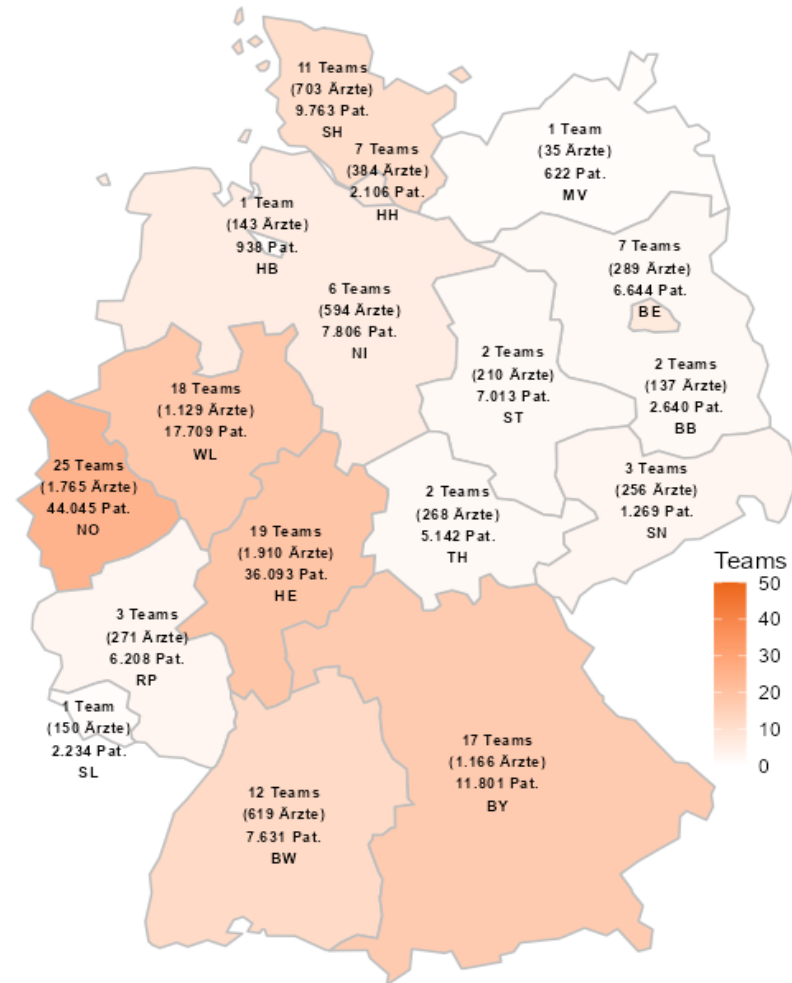 11 Teams
(703 Ärzte)
9.763 Pat.
SH
7 Teams
(384 Ärzte)
2.106 Pat.
HH
1 Team
(35 Ärzte)
622 Pat.
MV
1 Team
(143 Ärzte)
938 Pat.
HB
7 Teams
(289 Ärzte)
6.644 Pat.
BE
6 Teams
(594 Ärzte)
7.806 Pat.
NI
2 Teams
(210 Ärzte)
7.013 Pat.
ST
2 Teams
(137 Ärzte)
2.640 Pat.
BB
18 Teams
(1.129 Ärzte)
17.709 Pat.
WL
25 Teams
(1.765 Ärzte)
44.045 Pat.
NO
19 Teams
(1.910 Ärzte)
36.093 Pat.
HE
2 Teams
(268 Ärzte)
5.142 Pat.
TH
3 Teams
(256 Ärzte)
1.269 Pat.
SN
3 Teams
(271 Ärzte)
6.208 Pat.
RP
1 Team
(150 Ärzte)
2.234 Pat.
SL
12 Teams
(619 Ärzte)
7.631 Pat.
BW
17 Teams
(1.166 Ärzte)
11.801 Pat.
BY
Teams
50
40
30
20
10
0